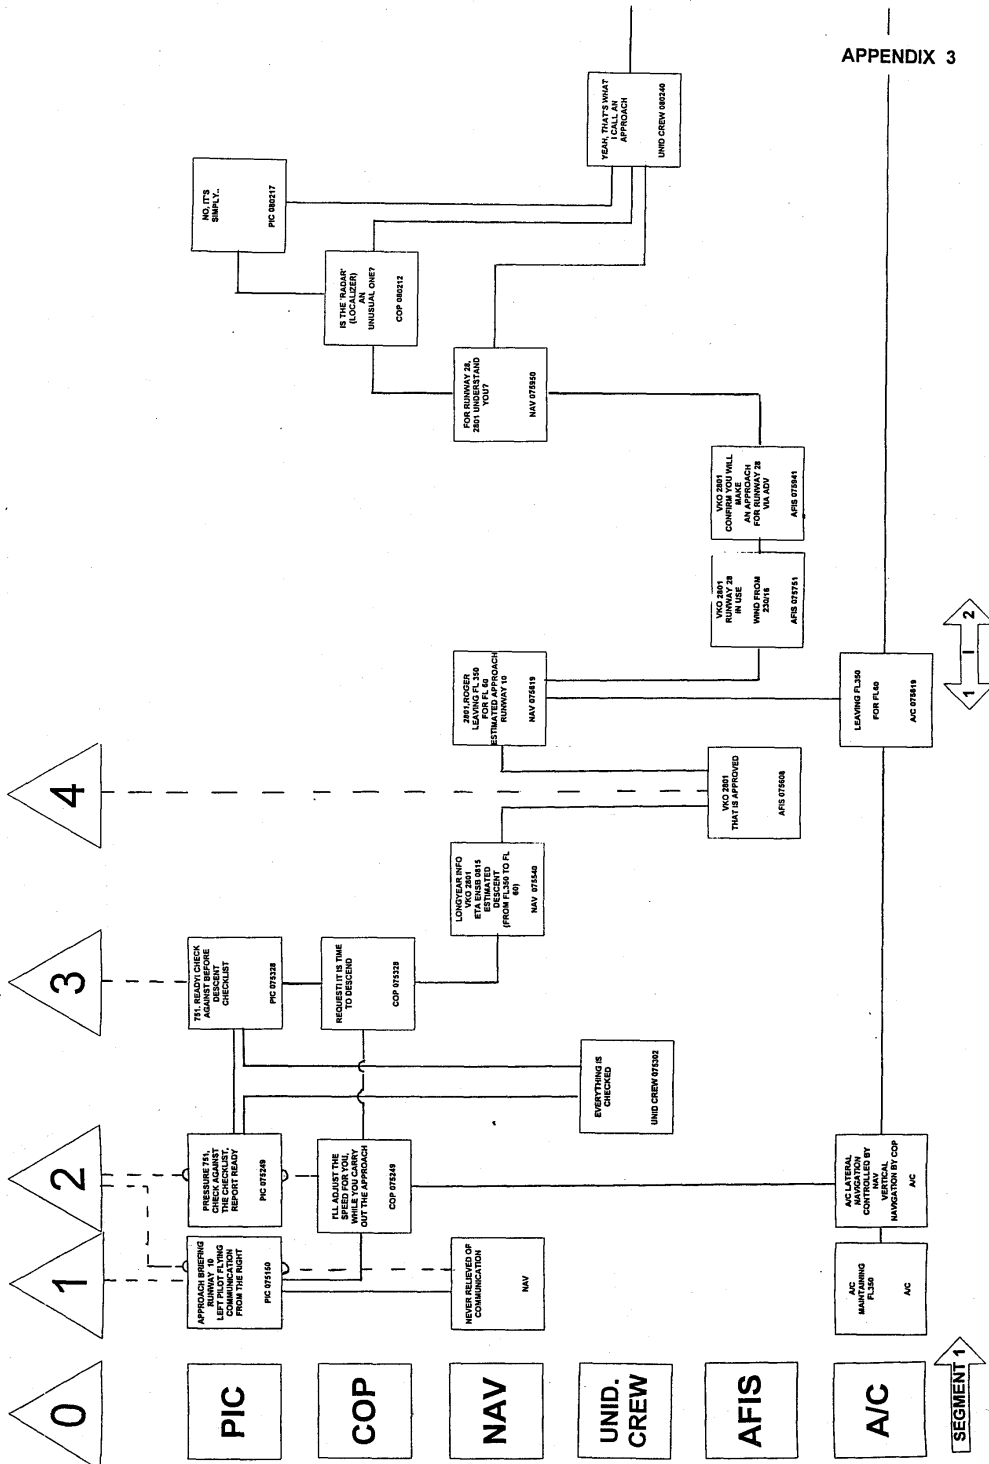 APPENDIX 3
0
1
2
3
4
PIC
APPROACH BRIEFING
RUNWAY 10
LEFT PILOT FLYING
COMMUNICATION
FROM THE RIGHT
PIC 075150
PRESSURE 751,
CHECK AGAINST
THE CHECKLIST,
REPORT READY
PIC 075249
751, READY! CHECK
AGAINST BEFORE
DESCENT
CHECKLIST
PIC 075328
NO, IT'S
SIMPLY..
PIC 080217
COP
I'LL ADJUST THE
SPEED FOR YOU,
WHILE YOU CARRY
OUT THE APPROACH
COP 075249
REQUEST! IT IS TIME
TO DESCEND
COP 075328
IS THE 'RADAR'
(LOCALIZER)
AN
UNUSUAL ONE?
COP 080212
NAV
NEVER RELIEVED OF
COMMUNICATION
NAV
LONGYEAR INFO
VKO 2801
ETA ENSB 0815
ESTIMATED
DESCENT
(FROM FL350 TO FL
60)
NAV 075540
2801,ROGER
LEAVING FL 350
FOR FL 60
ESTIMATED APPROACH
RUNWAY 10
NAV 075619
FOR RUNWAY 28,
2801 UNDERSTAND
YOU?
NAV 075950
UNID.
CREW
EVERYTHING IS
CHECKED
UNID CREW 075302
YEAH, THAT'S WHAT
I CALL AN
APPROACH
UNID CREW 080240
AFIS
VKO 2801
THAT IS APPROVED
AFIS 075608
VKO 2801
RUNWAY 28
IN USE
WIND FROM
230/16
AFIS 075751
VKO 2801
CONFIRM YOU WILL
MAKE
AN APPROACH
FOR RUNWAY 28
VIA ADV
AFIS 075941
A/C
A/C
MAINTAINING
FL350
A/C
A/C LATERAL
NAVIGATION
CONTROLLED BY
NAV
VERTICAL
NAVIGATION BY COP
A/C
LEAVING FL350
FOR FL60
A/C 075619
SEGMENT 1
1 I 2